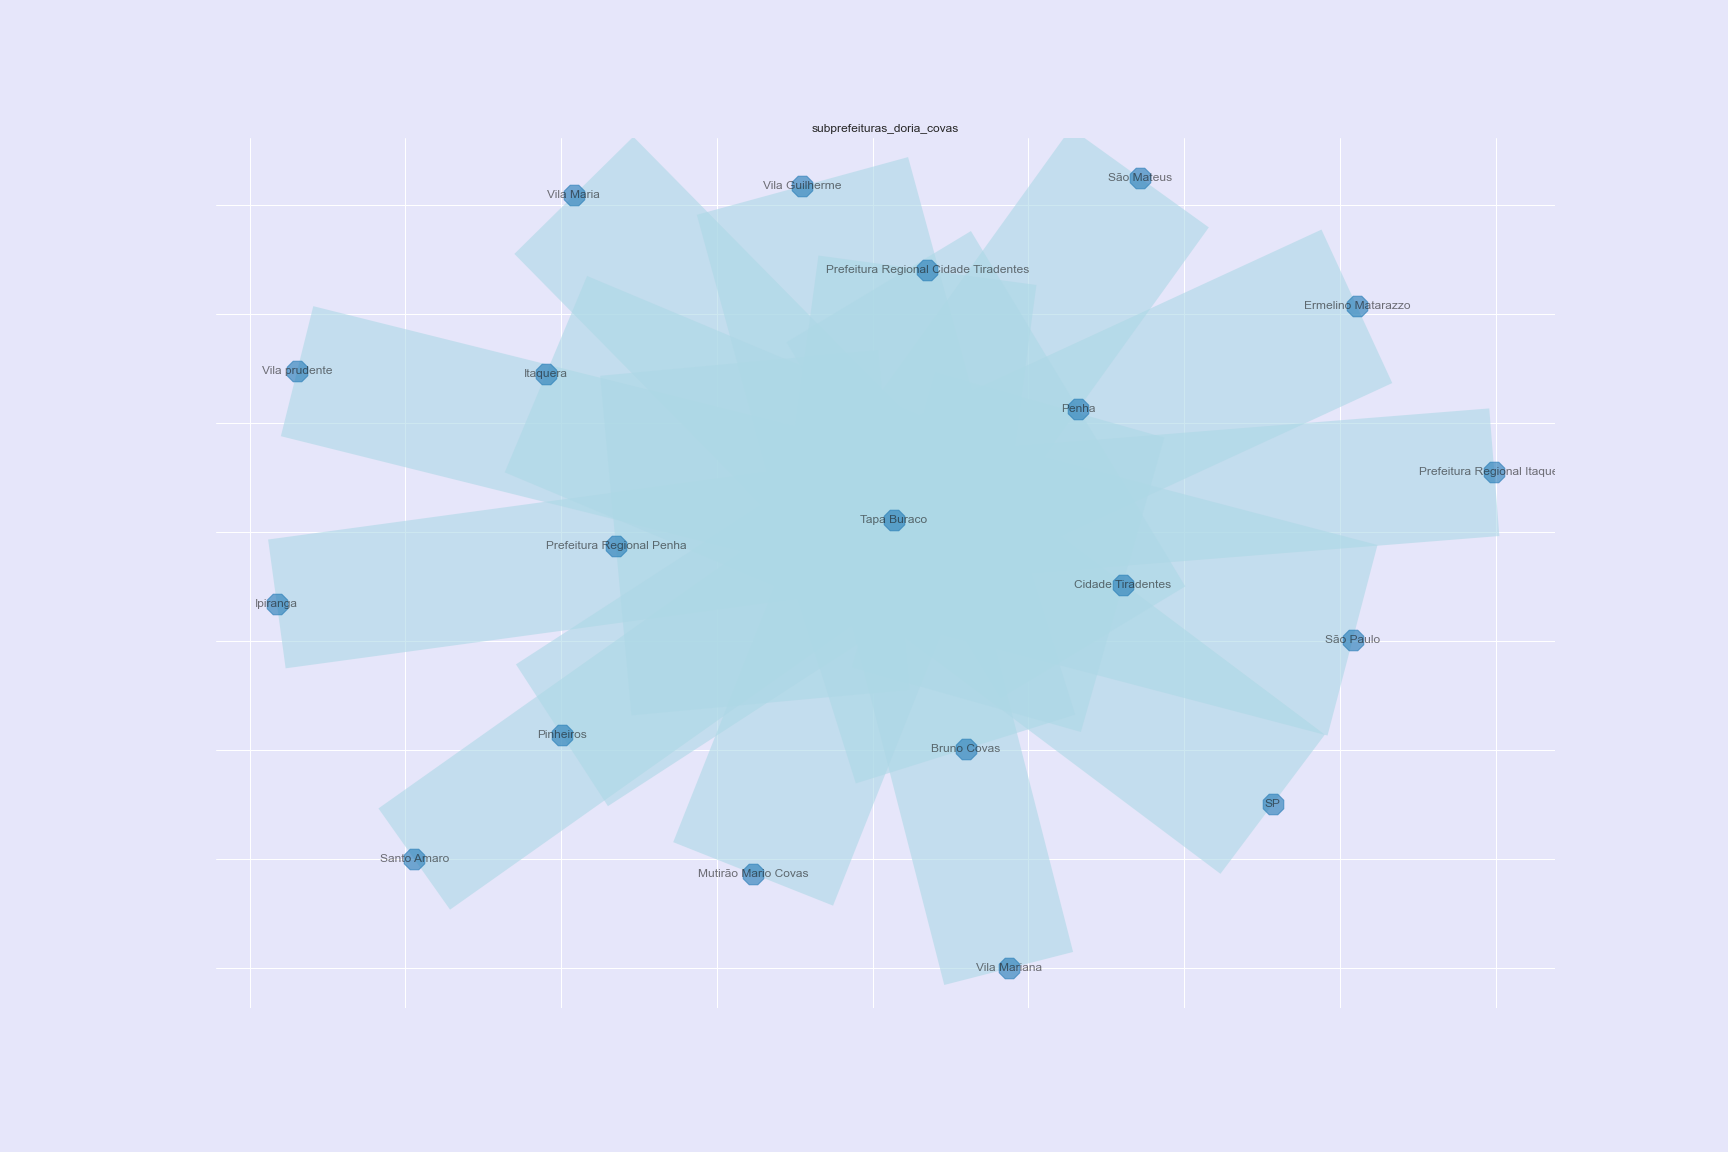 subprefeituras_doria_covas
São Mateus
Vila Guilherme
Vila Maria
Prefeitura Regional Cidade Tiradentes
Ermelino Matarazzo
Vila prudente
Itaquera
Penha
Prefeitura Regional Itaque
Tapa Buraco
Prefeitura Regional Penha
Cidade Tiradentes
Ipiranga
São Paulo
Pinheiros
Bruno Covas
SP
Santo Amaro
Mutirão Mario Covas
Vila Mariana